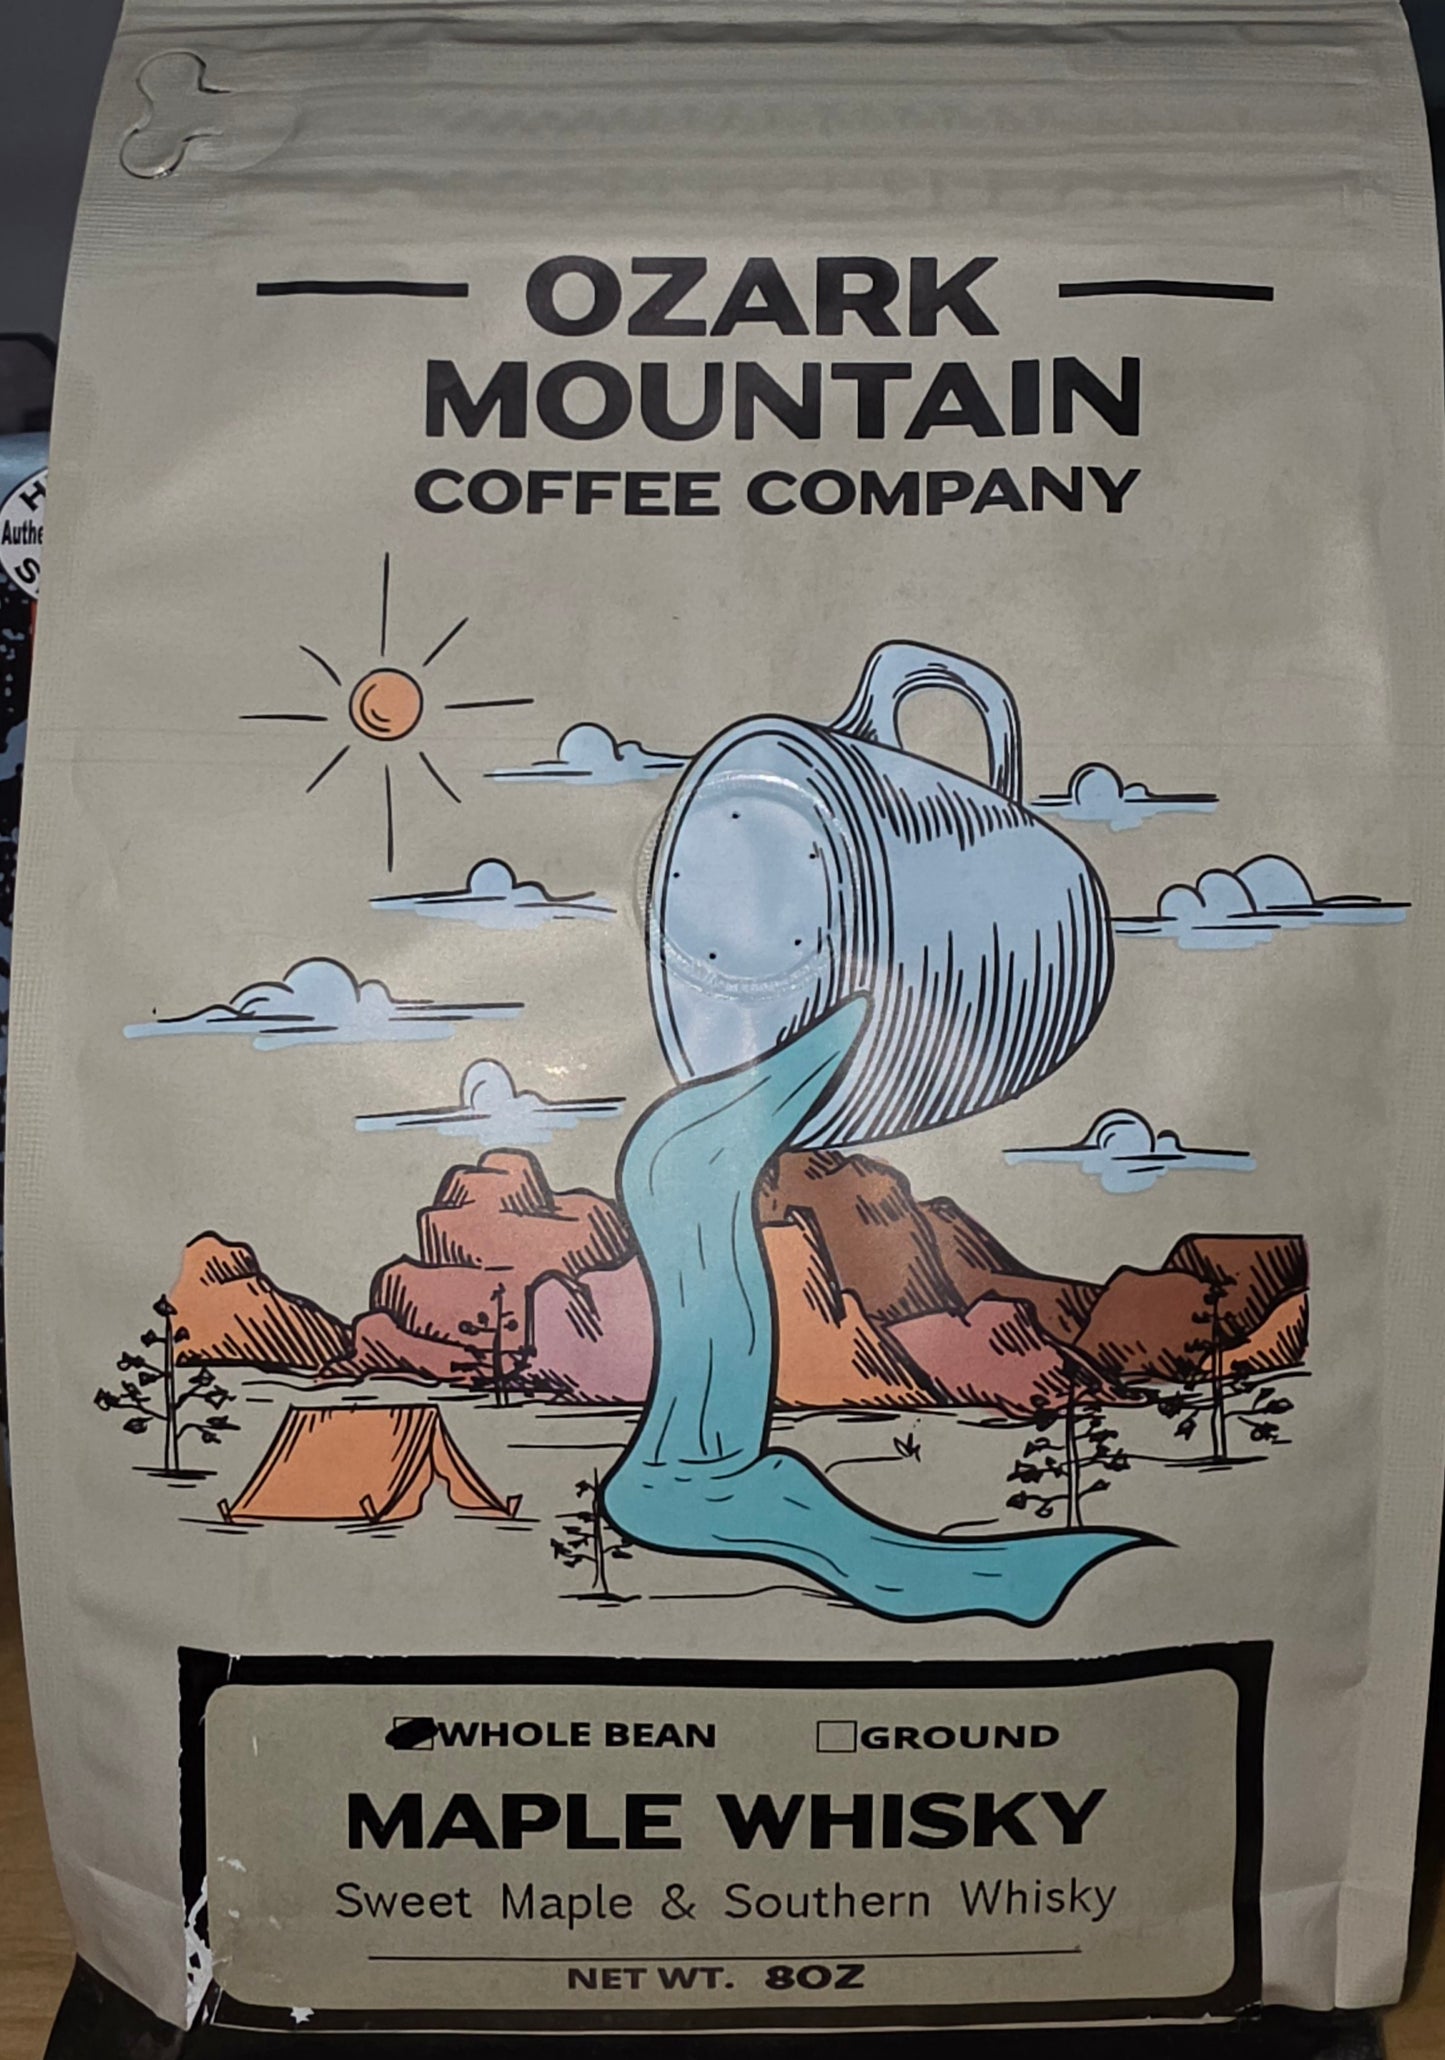 OZARK
MOUNTAIN
COFFEE COMPANY
WHOLE BEAN GROUND
MAPLE WHISKY
Sweet Maple & Southern Whisky
NET WT. 8OZ